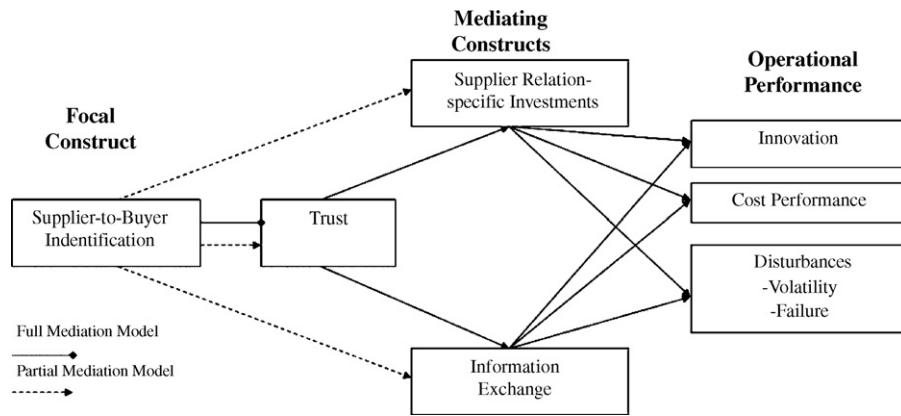 Mediating
Constructs
Operational
Performance
Focal
Construct
Supplier Relation-
specific Investments
Innovation
Cost Performance
Supplier-to-Buyer
Indentification
Trust
Disturbances
-Volatility
-Failure
Full Mediation Model
Partial Mediation Model
Information
Exchange